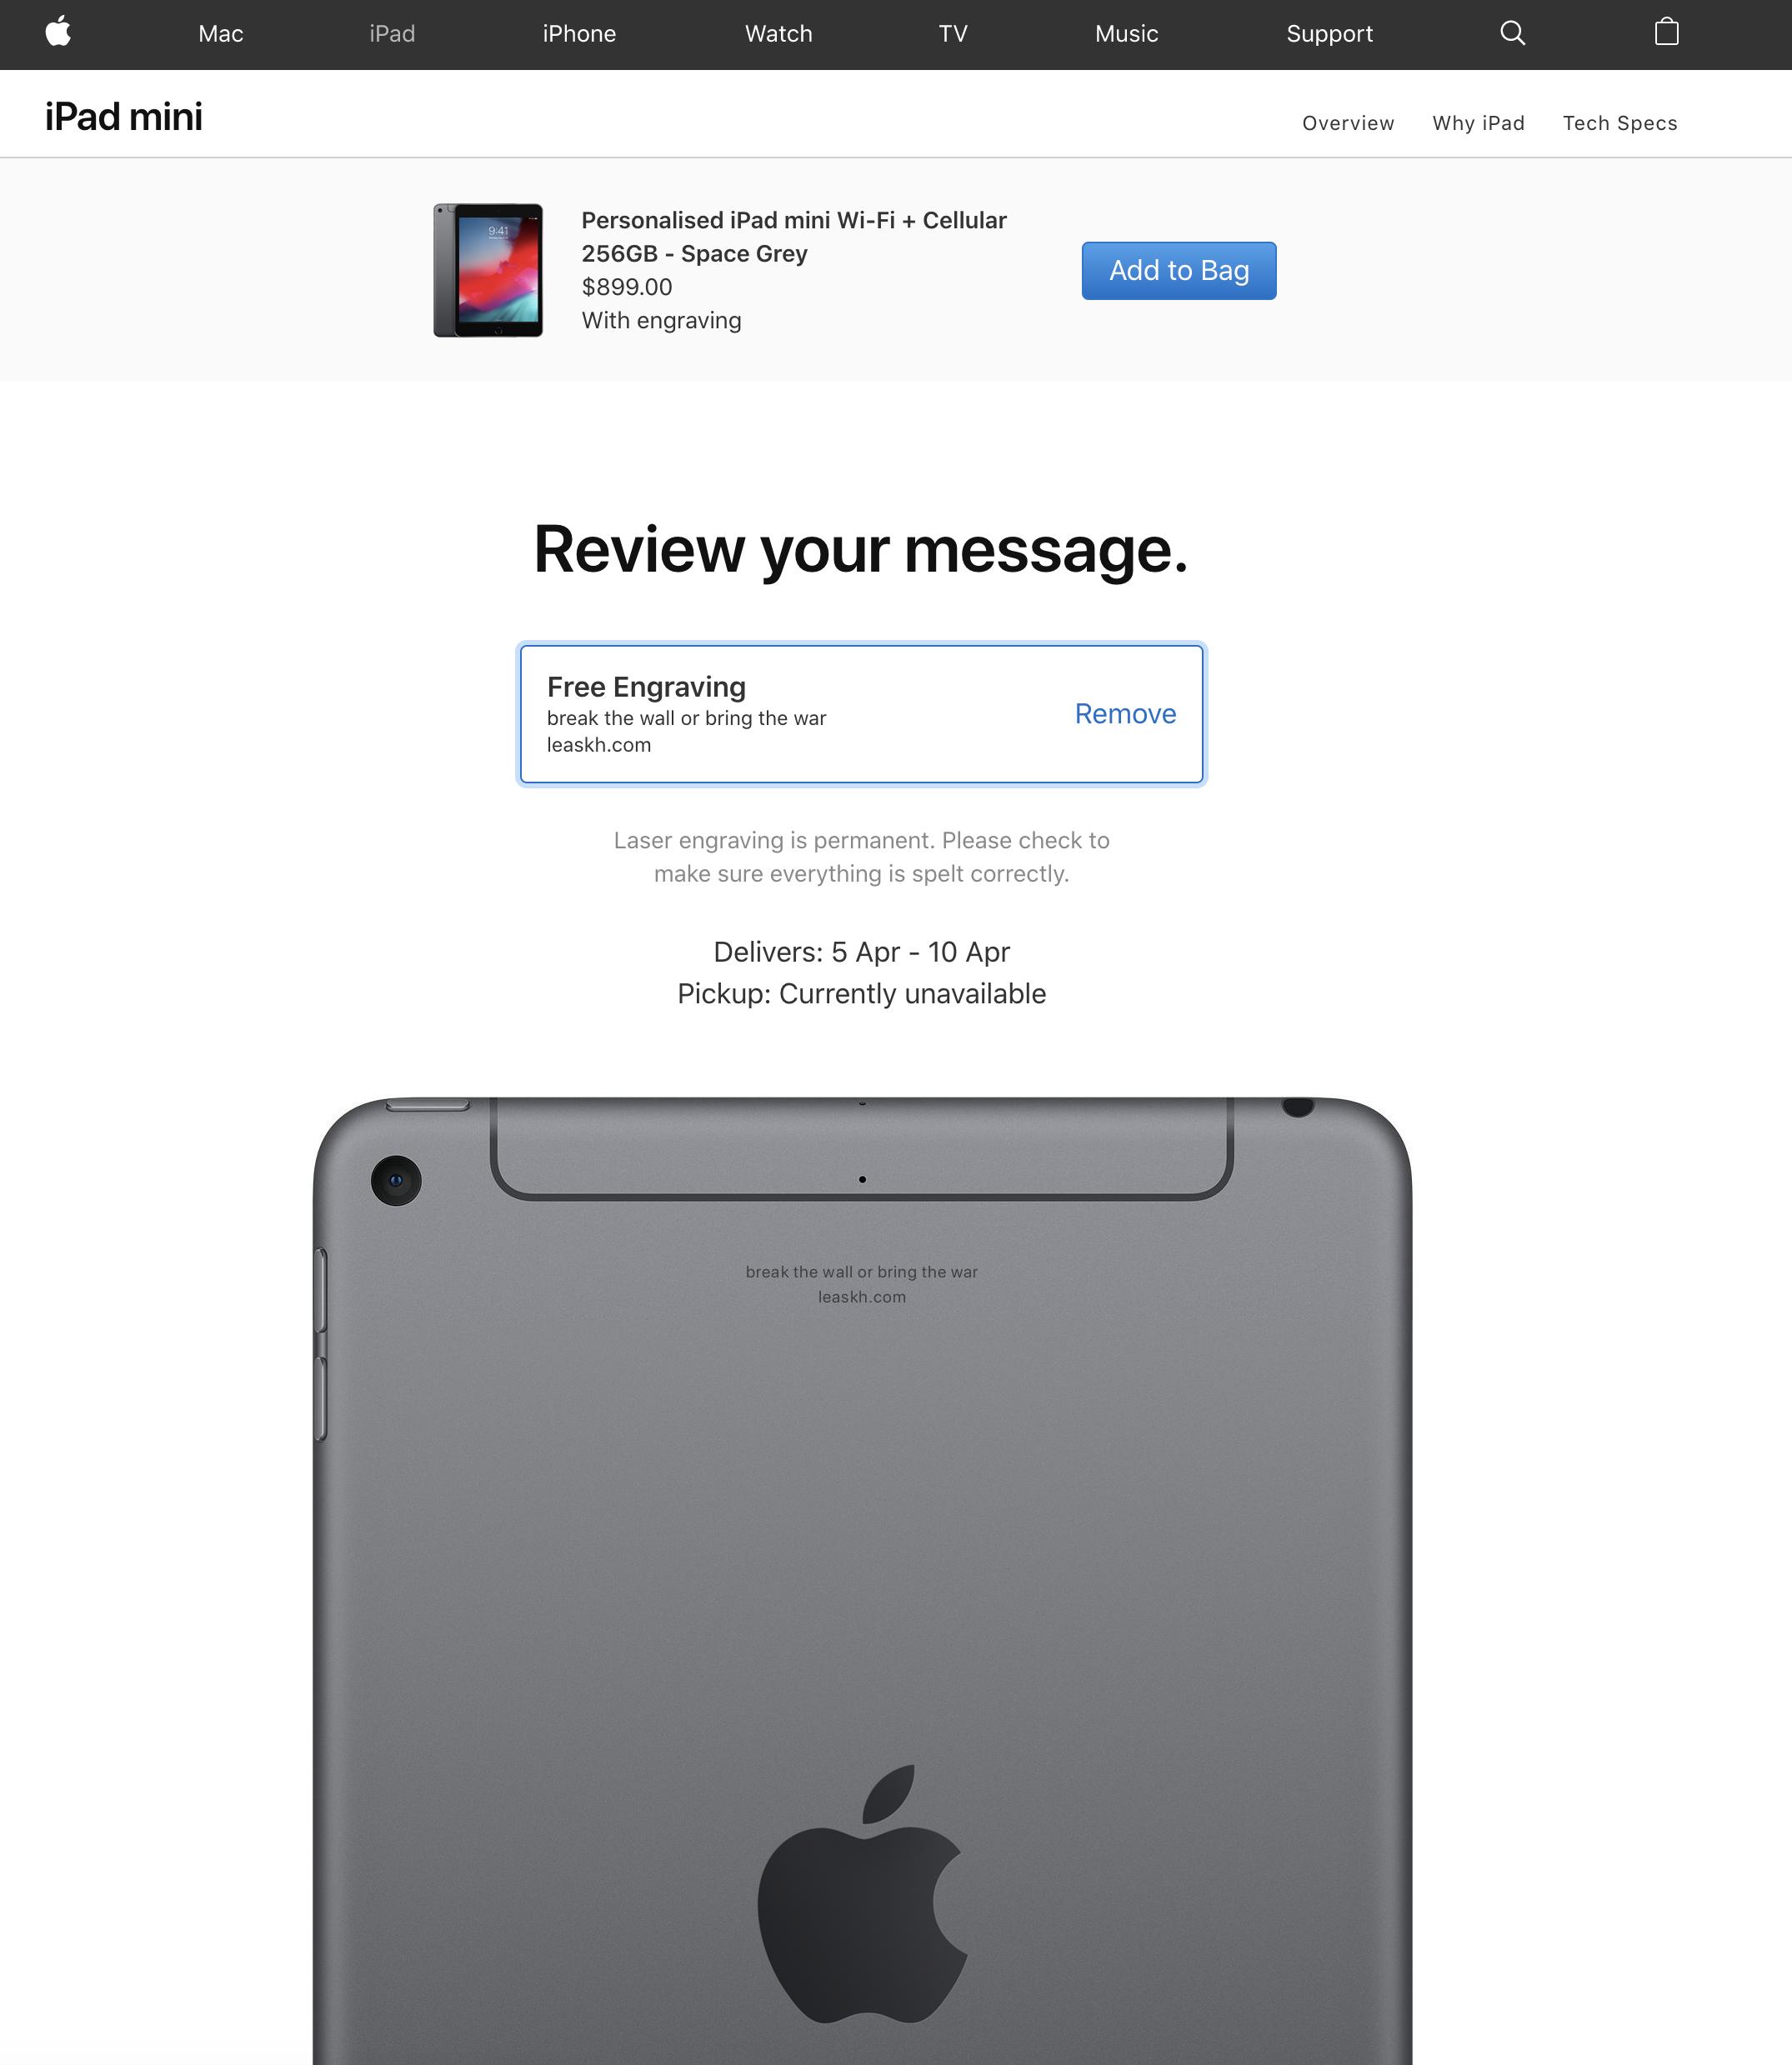 Mac iPad iPhone Watch TV Music Support
iPad mini
Overview Why iPad Tech Specs
9:41
Personalised iPad mini Wi-Fi + Cellular
256GB - Space Grey
$899.00
With engraving
Add to Bag
Review your message.
Free Engraving
break the wall or bring the war
leaskh.com
Remove
Laser engraving is permanent. Please check to
make sure everything is spelt correctly.
Delivers: 5 Apr - 10 Apr
Pickup: Currently unavailable
break the wall or bring the war
leaskh.com